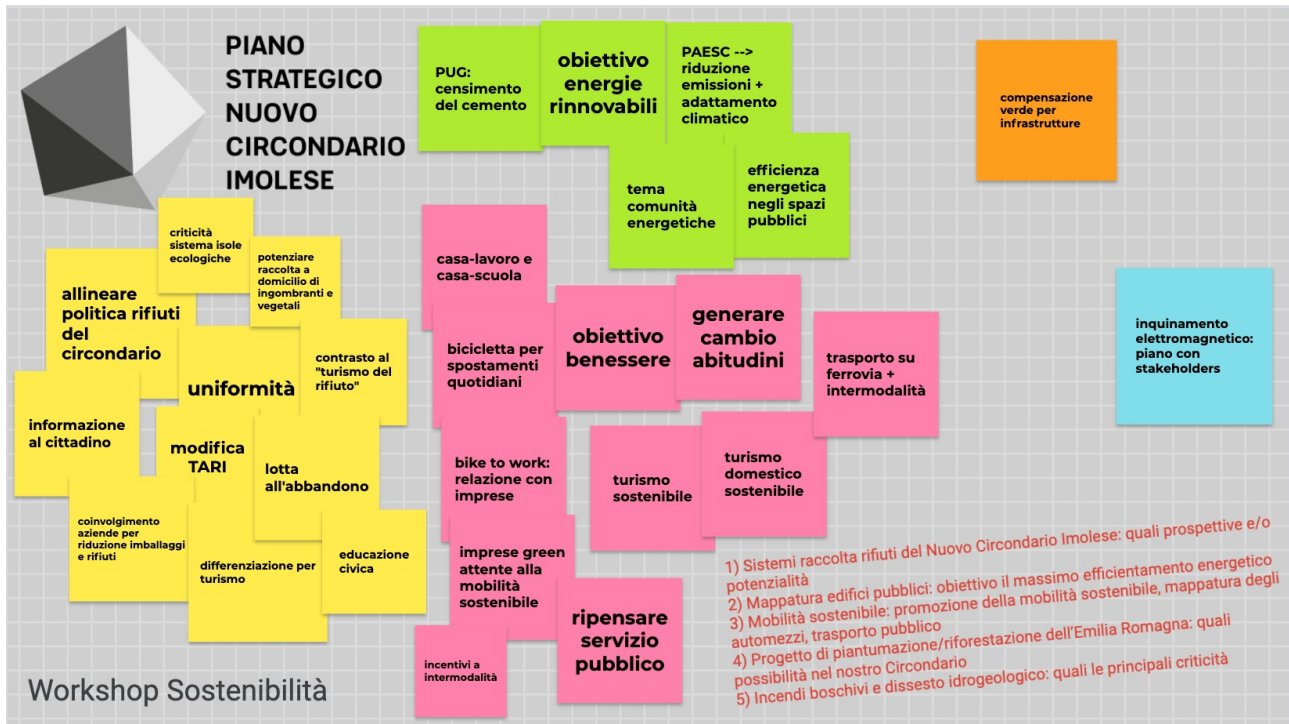 PIANO
STRATEGICO
NUOVO
CIRCONDARIO
IMOLESE
PUG:
censimento
del cemento
obiettivo
energie
rinnovabili
PAESC -->
riduzione
emissioni +
adattamento
climatico
compensazione
verde per
infrastrutture
tema
comunità
energetiche
efficienza
energetica
negli spazi
pubblici
criticità
sistema isole
ecologiche
potenziare
raccolta a
domicilio di
ingombranti e
vegetali
allineare
politica rifiuti
del
circondario
uniformità
contrasto al
"turismo del
rifiuto"
informazione
al cittadino
modifica
TARI
lotta
all'abbandono
coinvolgimento
aziende per
riduzione imballaggi
e rifiuti
differenziazione per
turismo
educazione
civica
casa-lavoro e
casa-scuola
bicicletta per
spostamenti
quotidiani
obiettivo
benessere
generare
cambio
abitudini
trasporto su
ferrovia +
intermodalità
bike to work:
relazione con
imprese
turismo
sostenibile
turismo
domestico
sostenibile
imprese green
attente alla
mobilità
sostenibile
ripensare
servizio
pubblico
incentivi a
intermodalità
inquinamento
elettromagnetico:
piano con
stakeholders
1) Sistemi raccolta rifiuti del Nuovo Circondario Imolese: quali prospettive e/o
potenzialità
2) Mappatura edifici pubblici: obiettivo il massimo efficientamento energetico
3) Mobilità sostenibile: promozione della mobilità sostenibile, mappatura degli
automezzi, trasporto pubblico
4) Progetto di piantumazione/riforestazione dell'Emilia Romagna: quali
possibilità nel nostro Circondario
5) Incendi boschivi e dissesto idrogeologico: quali le principali criticità
Workshop Sostenibilità